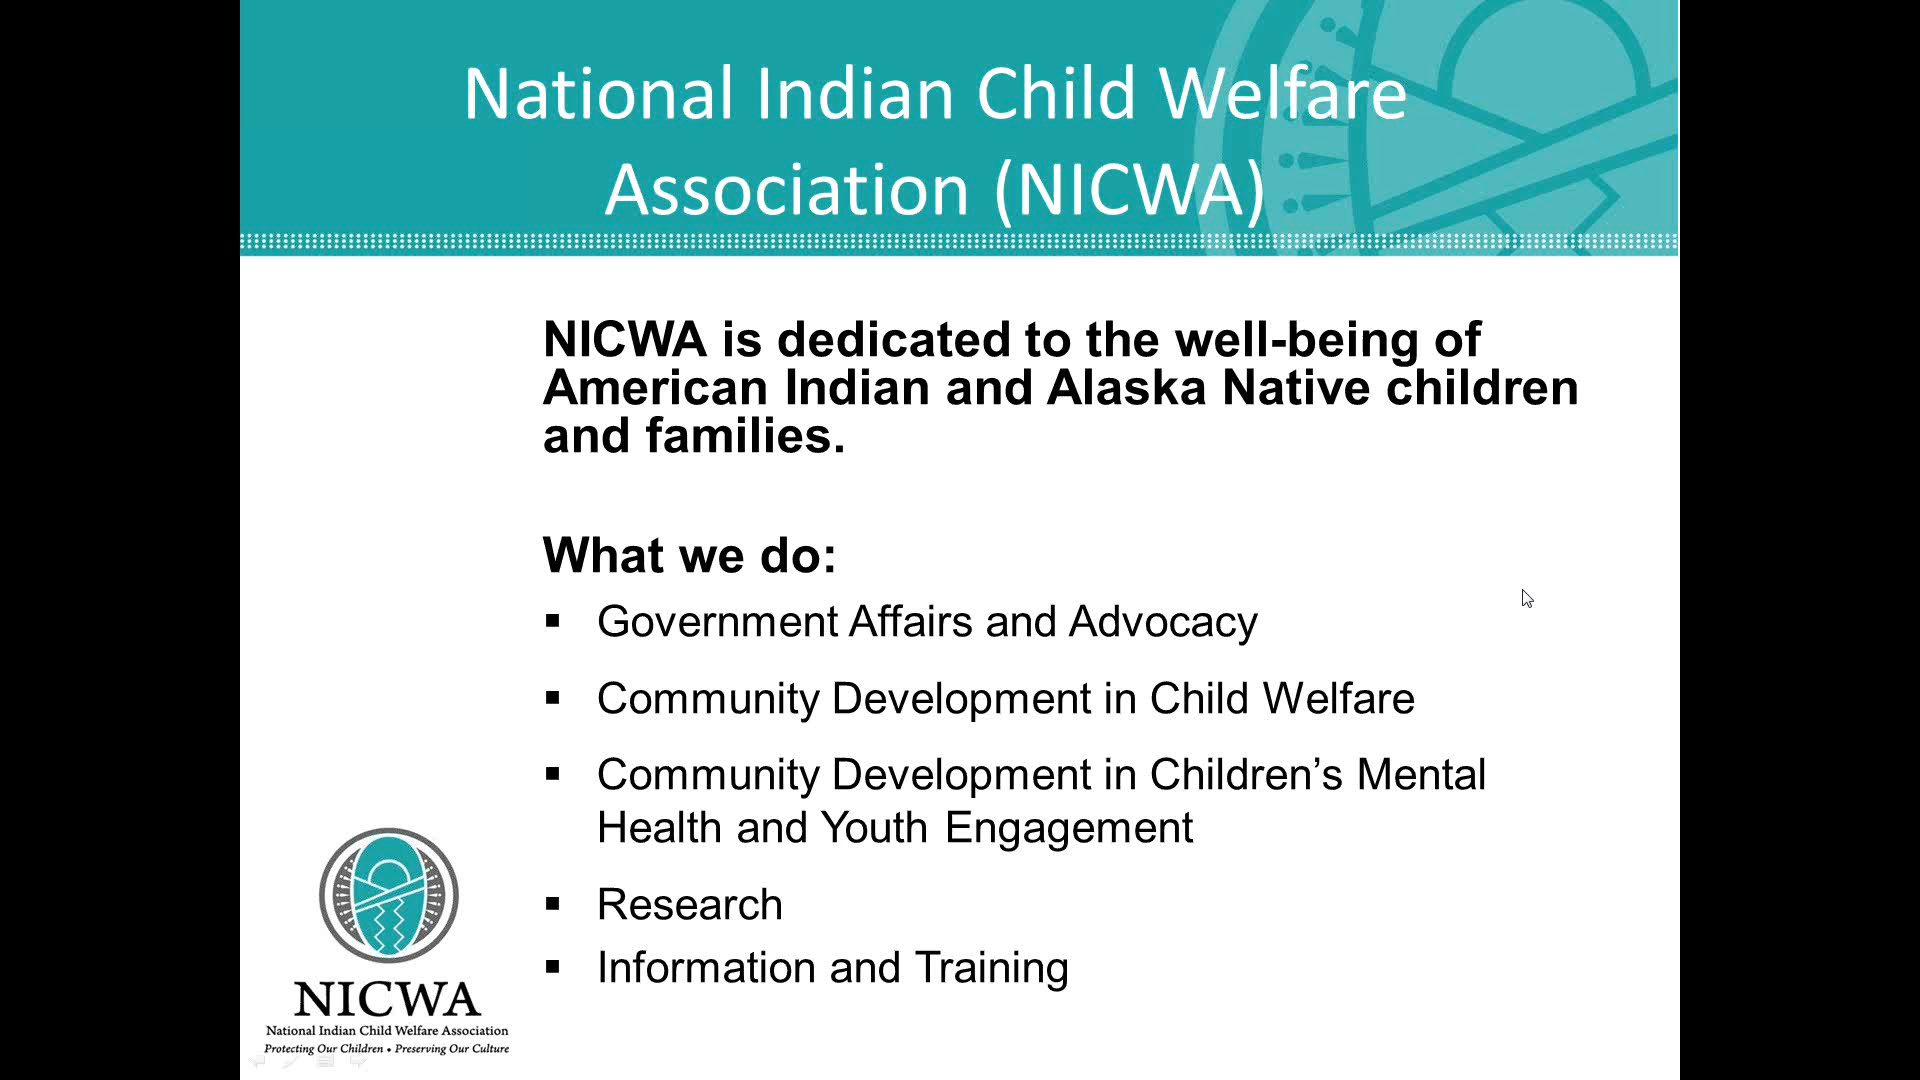 National Indian Child Welfare
Association (NICWA)
NICWA is dedicated to the well-being of
American Indian and Alaska Native children
and families.
What we do:
▪ Government Affairs and Advocacy
▪ Community Development in Child Welfare
▪ Community Development in Children’s Mental
Health and Youth Engagement
▪ Research
▪ Information and Training
NICWA
National Indian Child Welfare Association
Protecting Our Children • Preserving Our Culture